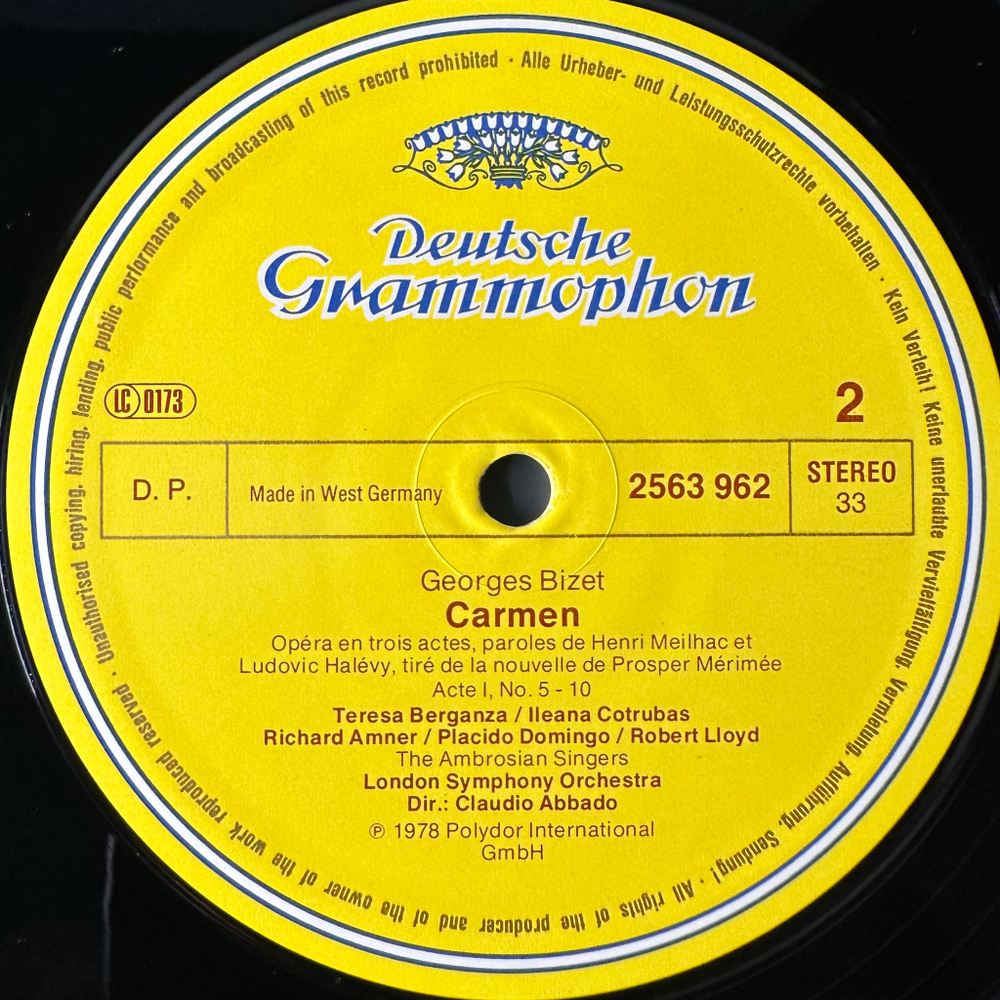 Deutsche
Grammophon
LC 0173
2
D. P.
Made in West Germany
2563 962
STEREO
33
Georges Bizet
Carmen
Opéra en trois actes, paroles de Henri Meilhac et
Ludovic Halévy, tiré de la nouvelle de Prosper Mérimée
Acte I, No. 5 - 10
Teresa Berganza / Ileana Cotrubas
Richard Amner / Placido Domingo / Robert Lloyd
The Ambrosian Singers
London Symphony Orchestra
Dir.: Claudio Abbado
℗ 1978 Polydor International
GmbH
Alle Urheber- und Leistungsschutzrechte vorbehalten · Kein Verleih! Keine unerlaubte Vervielfältigung, Vermietung, Aufführung, Sendung! · All rights of the producer and of the owner of the work reproduced reserved · Unauthorised copying, hiring, lending, public performance and broadcasting of this record prohibited ·